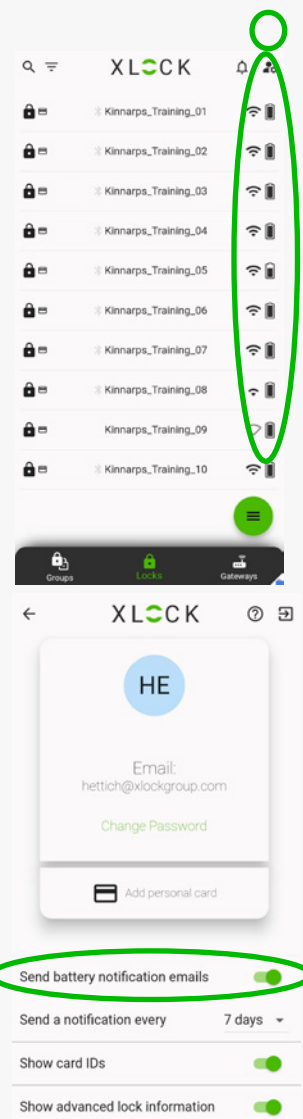 XLOCK
Kinnarps_Training_01
Kinnarps_Training_02
Kinnarps_Training_03
Kinnarps_Training_04
Kinnarps_Training_05
Kinnarps_Training_06
Kinnarps_Training_07
Kinnarps_Training_08
Kinnarps_Training_09
Kinnarps_Training_10
Groups Locks Gateways
XLOCK
HE
Email:
hettich@xlockgroup.com
Change Password
Add personal card
Send battery notification emails
Send a notification every 7 days
Show card IDs
Show advanced lock information